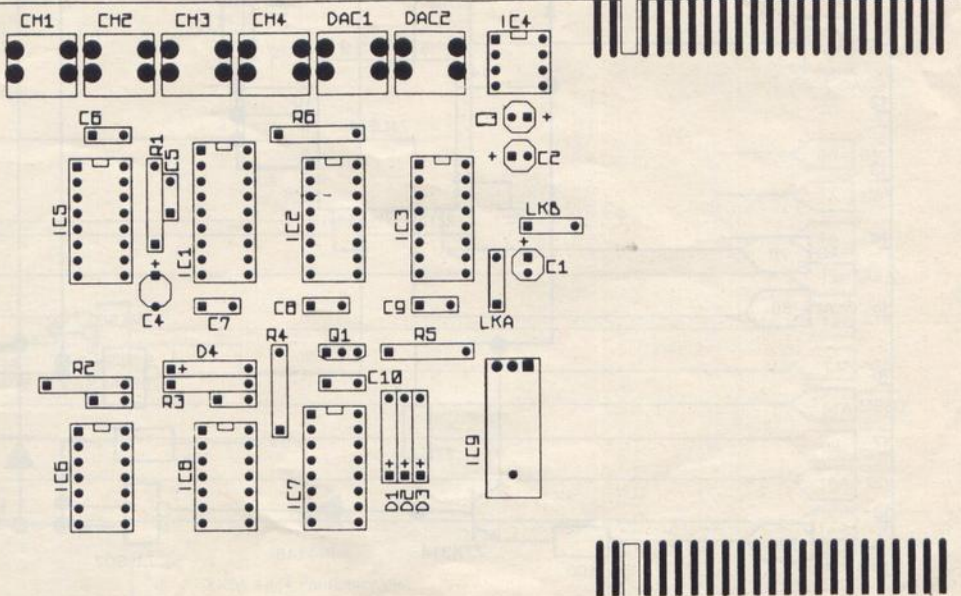 CH1 CH2 CH3 CH4 DAC1 DAC2 IC4
C6 R6 C3 +
R1 C5 + C2
IC5 IC1 IC2 IC3 LKB
+ + C1
C4 C7 C8 C9 LKA
R4 Q1 R5
R2 D4
+ C10
R3
IC6 IC8 IC7 IC9
+ + +
D1 D2 D3